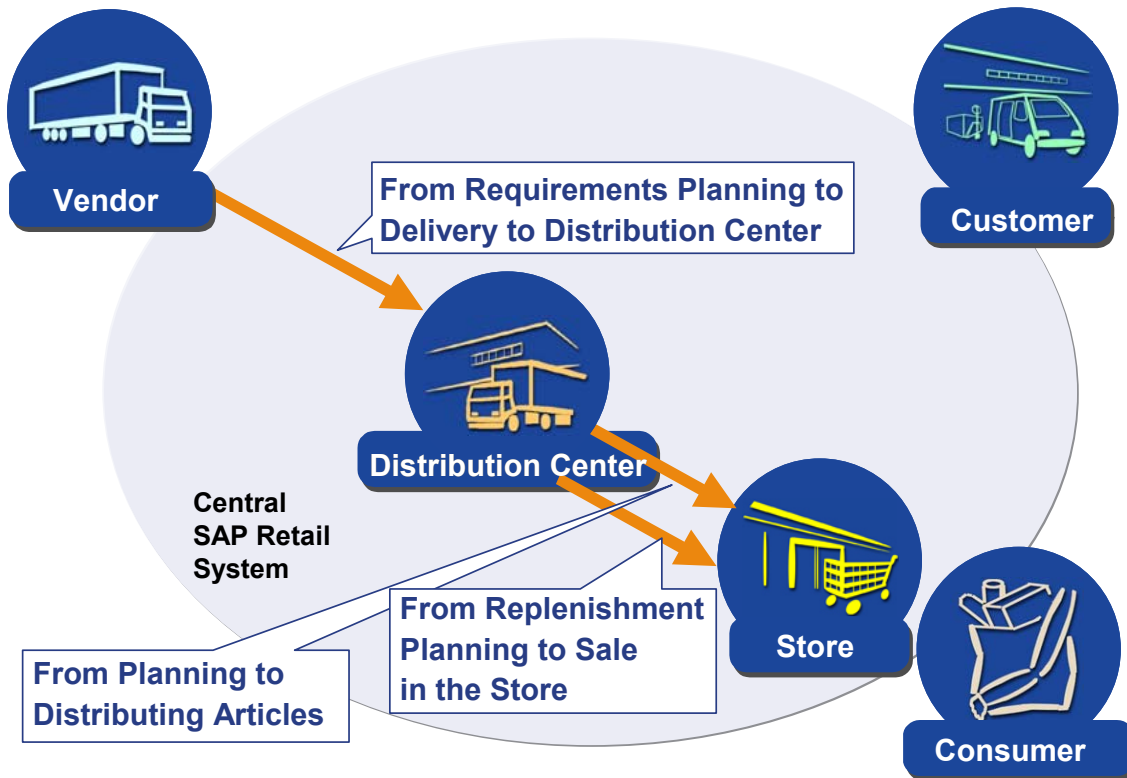 Vendor
Customer
From Requirements Planning to
Delivery to Distribution Center
Distribution Center
Central
SAP Retail
System
From Replenishment
Planning to Sale
in the Store
Store
From Planning to
Distributing Articles
Consumer